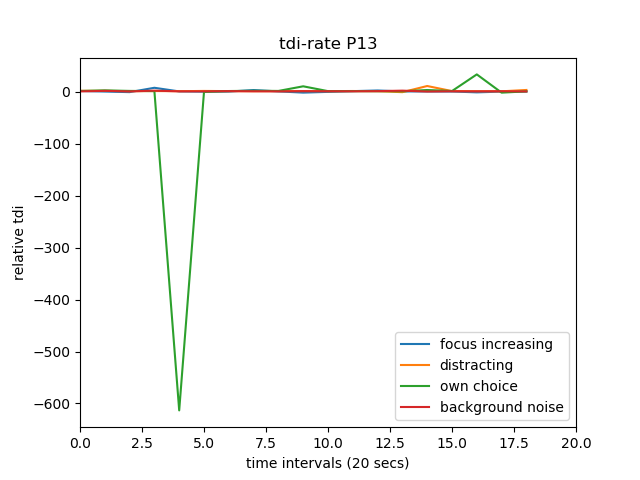 tdi-rate P13
relative tdi
0
−100
−200
−300
−400
−500
−600
0.0 2.5 5.0 7.5 10.0 12.5 15.0 17.5 20.0
time intervals (20 secs)
focus increasing
distracting
own choice
background noise